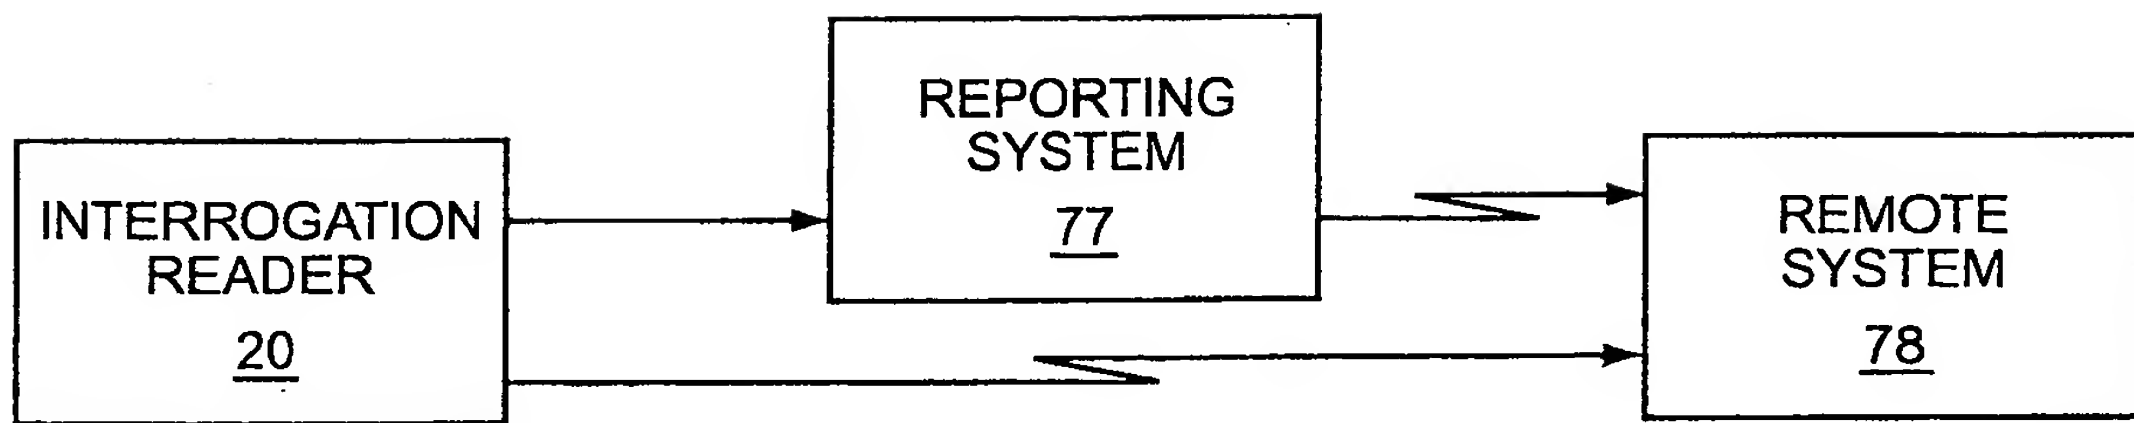 INTERROGATION
READER
20
REPORTING
SYSTEM
77
REMOTE
SYSTEM
78